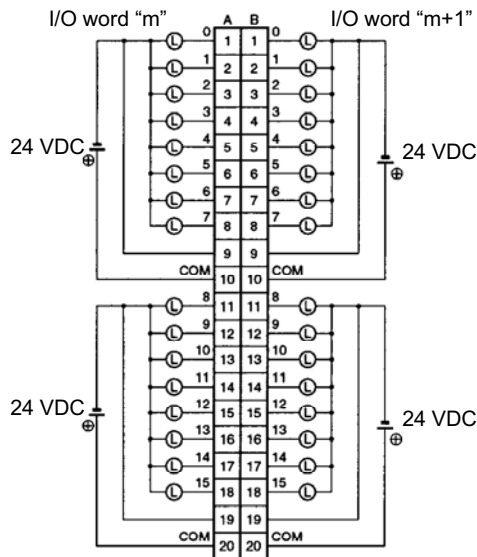 I/O word “m” A B I/O word “m+1”
0 L 1 1 0 L
1 L 2 2 1 L
2 L 3 3 2 L
3 L 4 4 3 L
24 VDC 4 L 5 5 4 L 24 VDC
⊕ 5 L 6 6 5 L ⊕
6 L 7 7 6 L
7 L 8 8 7 L
9 9
COM 10 10 COM
8 L 11 11 8 L
9 L 12 12 9 L
10 L 13 13 10 L
11 L 14 14 11 L
24 VDC 12 L 15 15 12 L 24 VDC
⊕ 13 L 16 16 13 L ⊕
14 L 17 17 14 L
15 L 18 18 15 L
19 19
COM 20 20 COM